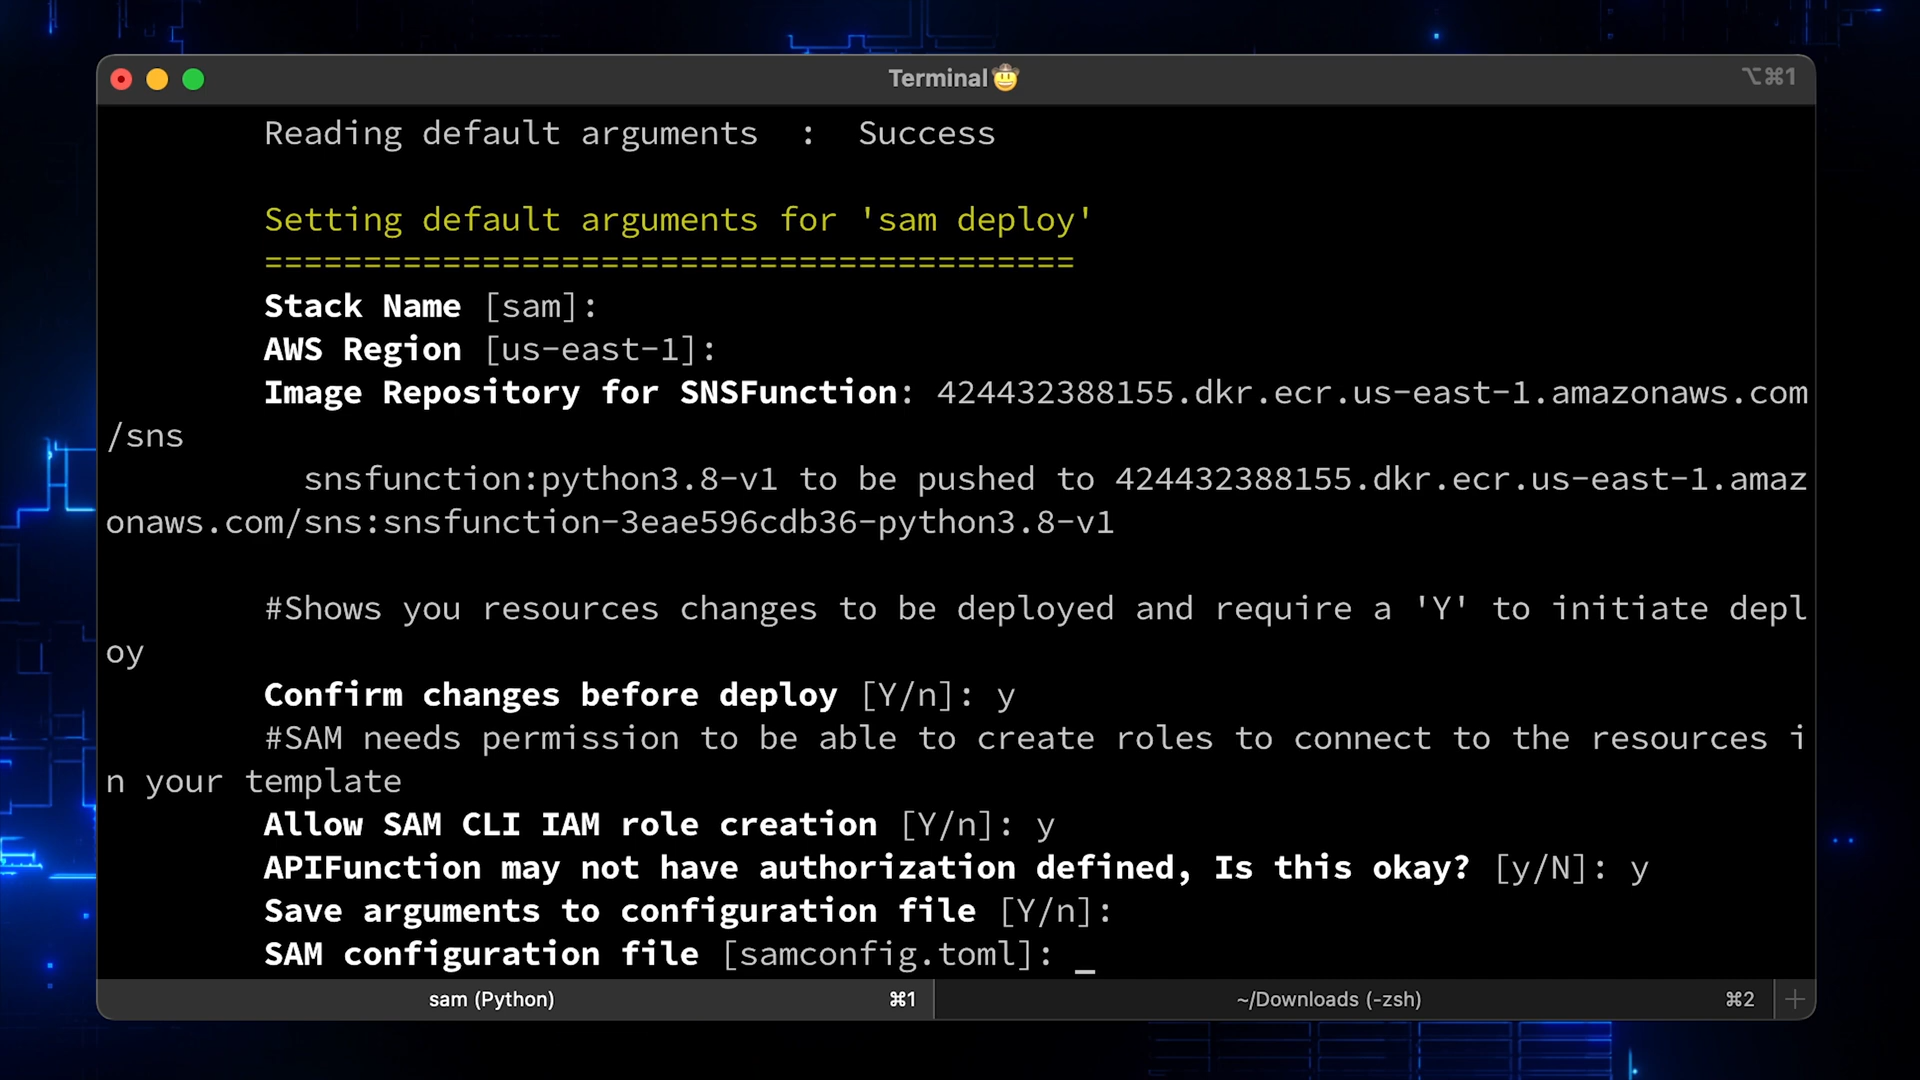 Terminal🤠
⌥⌘1
Reading default arguments  :  Success
Setting default arguments for 'sam deploy'
=========================================
Stack Name [sam]:
AWS Region [us-east-1]:
Image Repository for SNSFunction: 424432388155.dkr.ecr.us-east-1.amazonaws.com
/sns
snsfunction:python3.8-v1 to be pushed to 424432388155.dkr.ecr.us-east-1.amaz
onaws.com/sns:snsfunction-3eae596cdb36-python3.8-v1
#Shows you resources changes to be deployed and require a 'Y' to initiate depl
oy
Confirm changes before deploy [Y/n]: y
#SAM needs permission to be able to create roles to connect to the resources i
n your template
Allow SAM CLI IAM role creation [Y/n]: y
APIFunction may not have authorization defined, Is this okay? [y/N]: y
Save arguments to configuration file [Y/n]:
SAM configuration file [samconfig.toml]: _
sam (Python) ⌘1
~/Downloads (-zsh) ⌘2 +